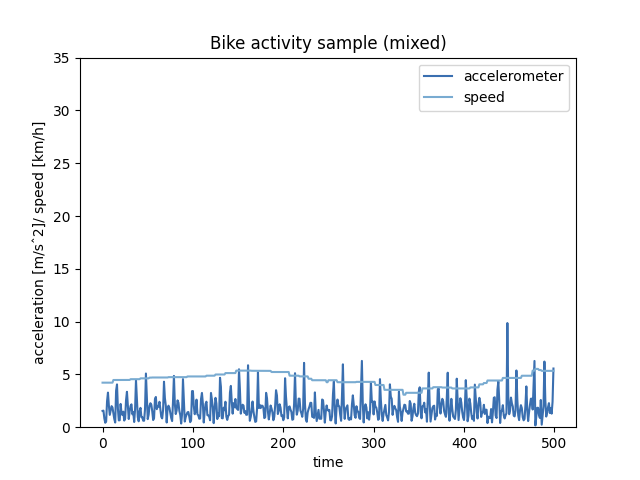 Bike activity sample (mixed)
acceleration [m/sˆ2]/ speed [km/h]
35
30
25
20
15
10
5
0
accelerometer
speed
0 100 200 300 400 500
time